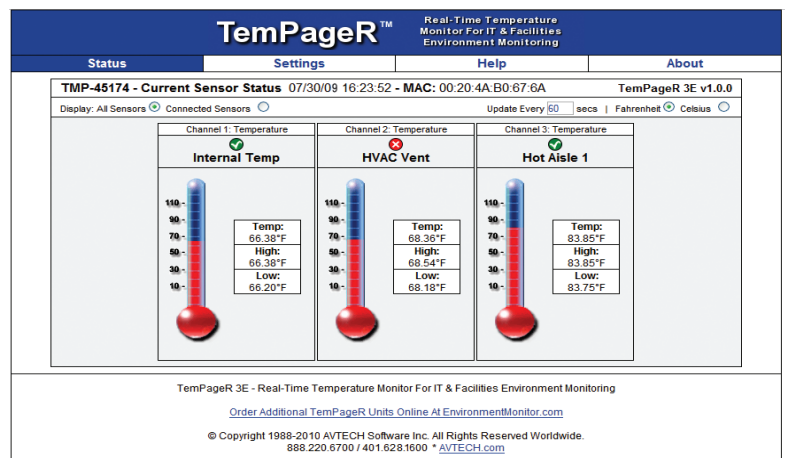 TemPageR™
Real-Time Temperature
Monitor For IT & Facilities
Environment Monitoring
Status Settings Help About
TMP-45174 - Current Sensor Status 07/30/09 16:23:52 - MAC: 00:20:4A:B0:67:6A TemPageR 3E v1.0.0
Display: All Sensors Connected Sensors Update Every 60 secs | Fahrenheit Celsius
Channel 1: Temperature
Internal Temp
110 -
90 -
70 -
50 -
30 -
10 -
Temp:
66.38°F
High:
66.38°F
Low:
66.20°F
Channel 2: Temperature
HVAC Vent
110 -
90 -
70 -
50 -
30 -
10 -
Temp:
68.36°F
High:
68.54°F
Low:
68.18°F
Channel 3: Temperature
Hot Aisle 1
110 -
90 -
70 -
50 -
30 -
10 -
Temp:
83.85°F
High:
83.85°F
Low:
83.75°F
TemPageR 3E - Real-Time Temperature Monitor For IT & Facilities Environment Monitoring
Order Additional TemPageR Units Online At EnvironmentMonitor.com
© Copyright 1988-2010 AVTECH Software Inc. All Rights Reserved Worldwide.
888.220.6700 / 401.628.1600 * AVTECH.com